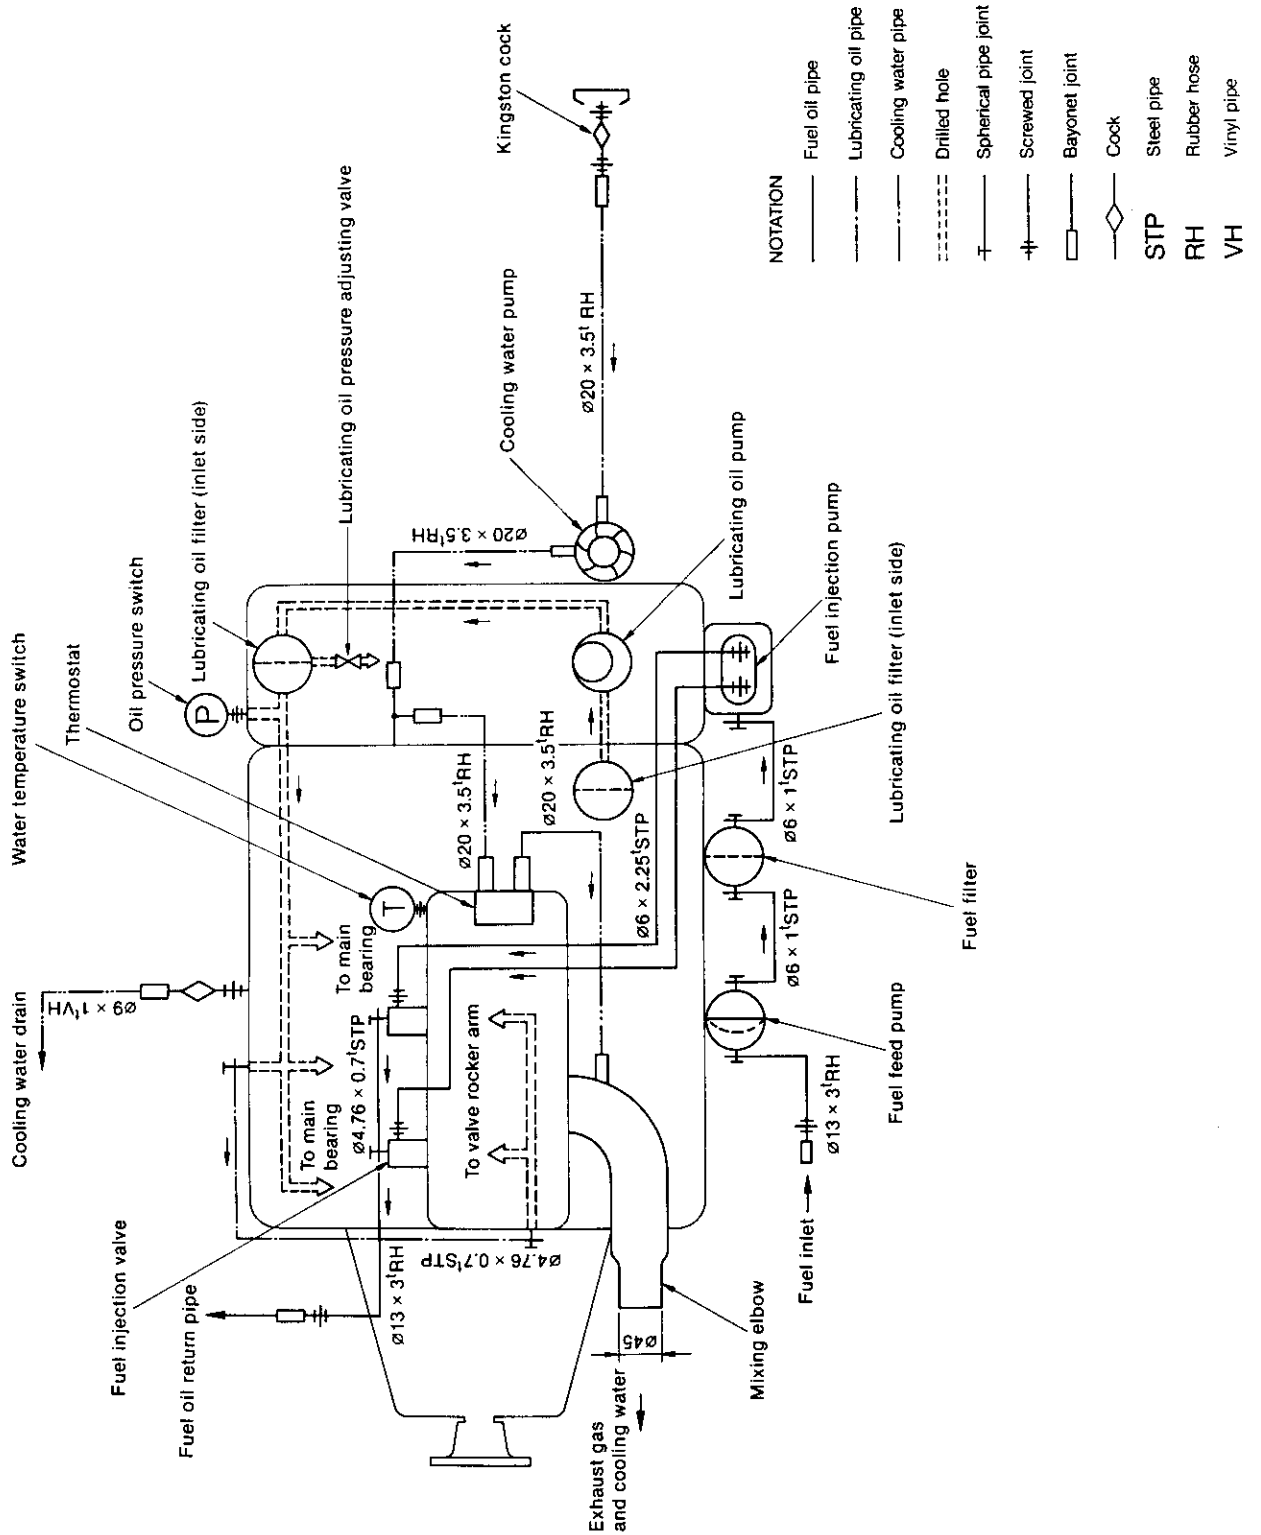 Water temperature switch
Thermostat
Oil pressure switch
Lubricating oil filter (inlet side)
Lubricating oil pressure adjusting valve
Cooling water pump
Kingston cock
Cooling water drain
Ø9 × 1tVH
P
T
Ø20 × 3.5tRH
Ø20 × 3.5t RH
Ø20 × 3.5tRH
Ø20 × 3.5tRH
Lubricating oil pump
Fuel injection pump
Lubricating oil filter (inlet side)
To main
bearing
To main
bearing
Ø4.76 × 0.7tSTP
To valve rocker arm
Ø6 × 2.25tSTP
Ø6 × 1tSTP
Ø6 × 1tSTP
Fuel filter
Fuel feed pump
Ø13 × 3tRH
Fuel inlet
Mixing elbow
Ø45
Exhaust gas
and cooling water
Ø4.76 × 0.7tSTP
Ø13 × 3tRH
Fuel injection valve
Fuel oil return pipe
NOTATION
Fuel oil pipe
Lubricating oil pipe
Cooling water pipe
Drilled hole
Spherical pipe joint
Screwed joint
Bayonet joint
Cock
STP Steel pipe
RH Rubber hose
VH Vinyl pipe